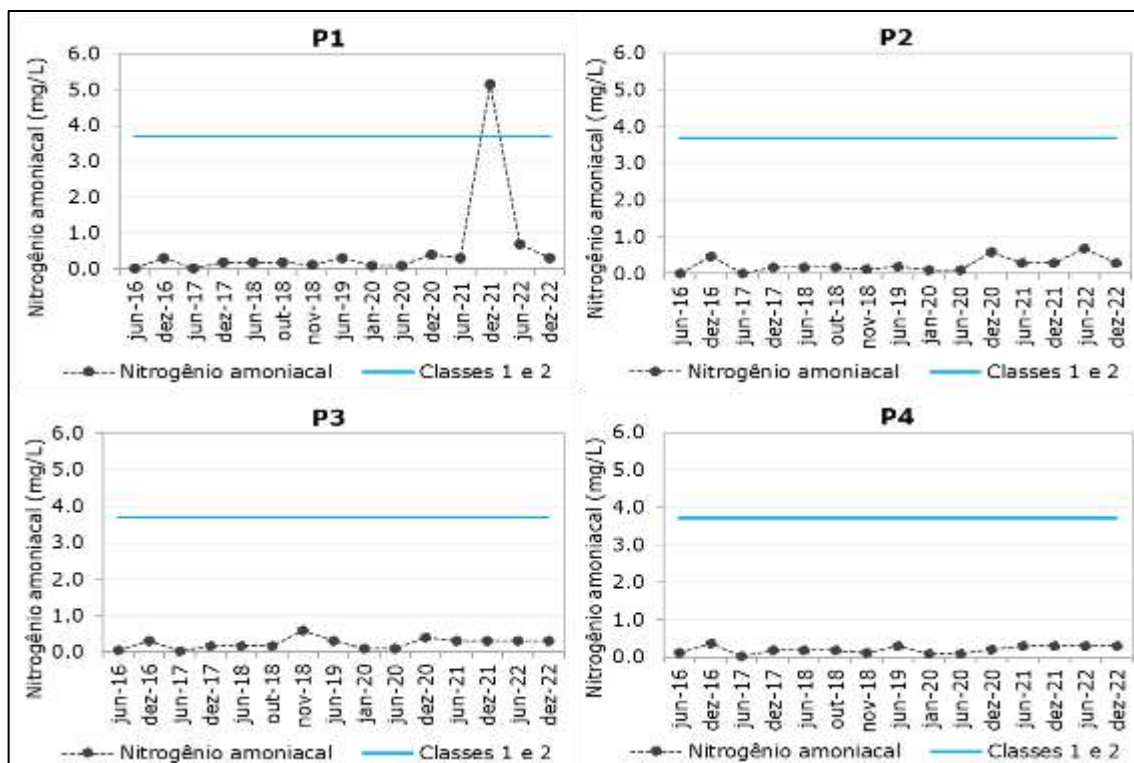 P1
Nitrogênio amoniacal (mg/L)
6.0
5.0
4.0
3.0
2.0
1.0
0.0
jun-16
dez-16
jun-17
dez-17
jun-18
out-18
nov-18
jun-19
jan-20
jun-20
dez-20
jun-21
dez-21
jun-22
dez-22
Nitrogênio amoniacal
Classes 1 e 2
P2
Nitrogênio amoniacal (mg/L)
6.0
5.0
4.0
3.0
2.0
1.0
0.0
jun-16
dez-16
jun-17
dez-17
jun-18
out-18
nov-18
jun-19
jan-20
jun-20
dez-20
jun-21
dez-21
jun-22
dez-22
Nitrogênio amoniacal
Classes 1 e 2
P3
Nitrogênio amoniacal (mg/L)
6.0
5.0
4.0
3.0
2.0
1.0
0.0
jun-16
dez-16
jun-17
dez-17
jun-18
out-18
nov-18
jun-19
jan-20
jun-20
dez-20
jun-21
dez-21
jun-22
dez-22
Nitrogênio amoniacal
Classes 1 e 2
P4
Nitrogênio amoniacal (mg/L)
6.0
5.0
4.0
3.0
2.0
1.0
0.0
jun-16
dez-16
jun-17
dez-17
jun-18
out-18
nov-18
jun-19
jan-20
jun-20
dez-20
jun-21
dez-21
jun-22
dez-22
Nitrogênio amoniacal
Classes 1 e 2